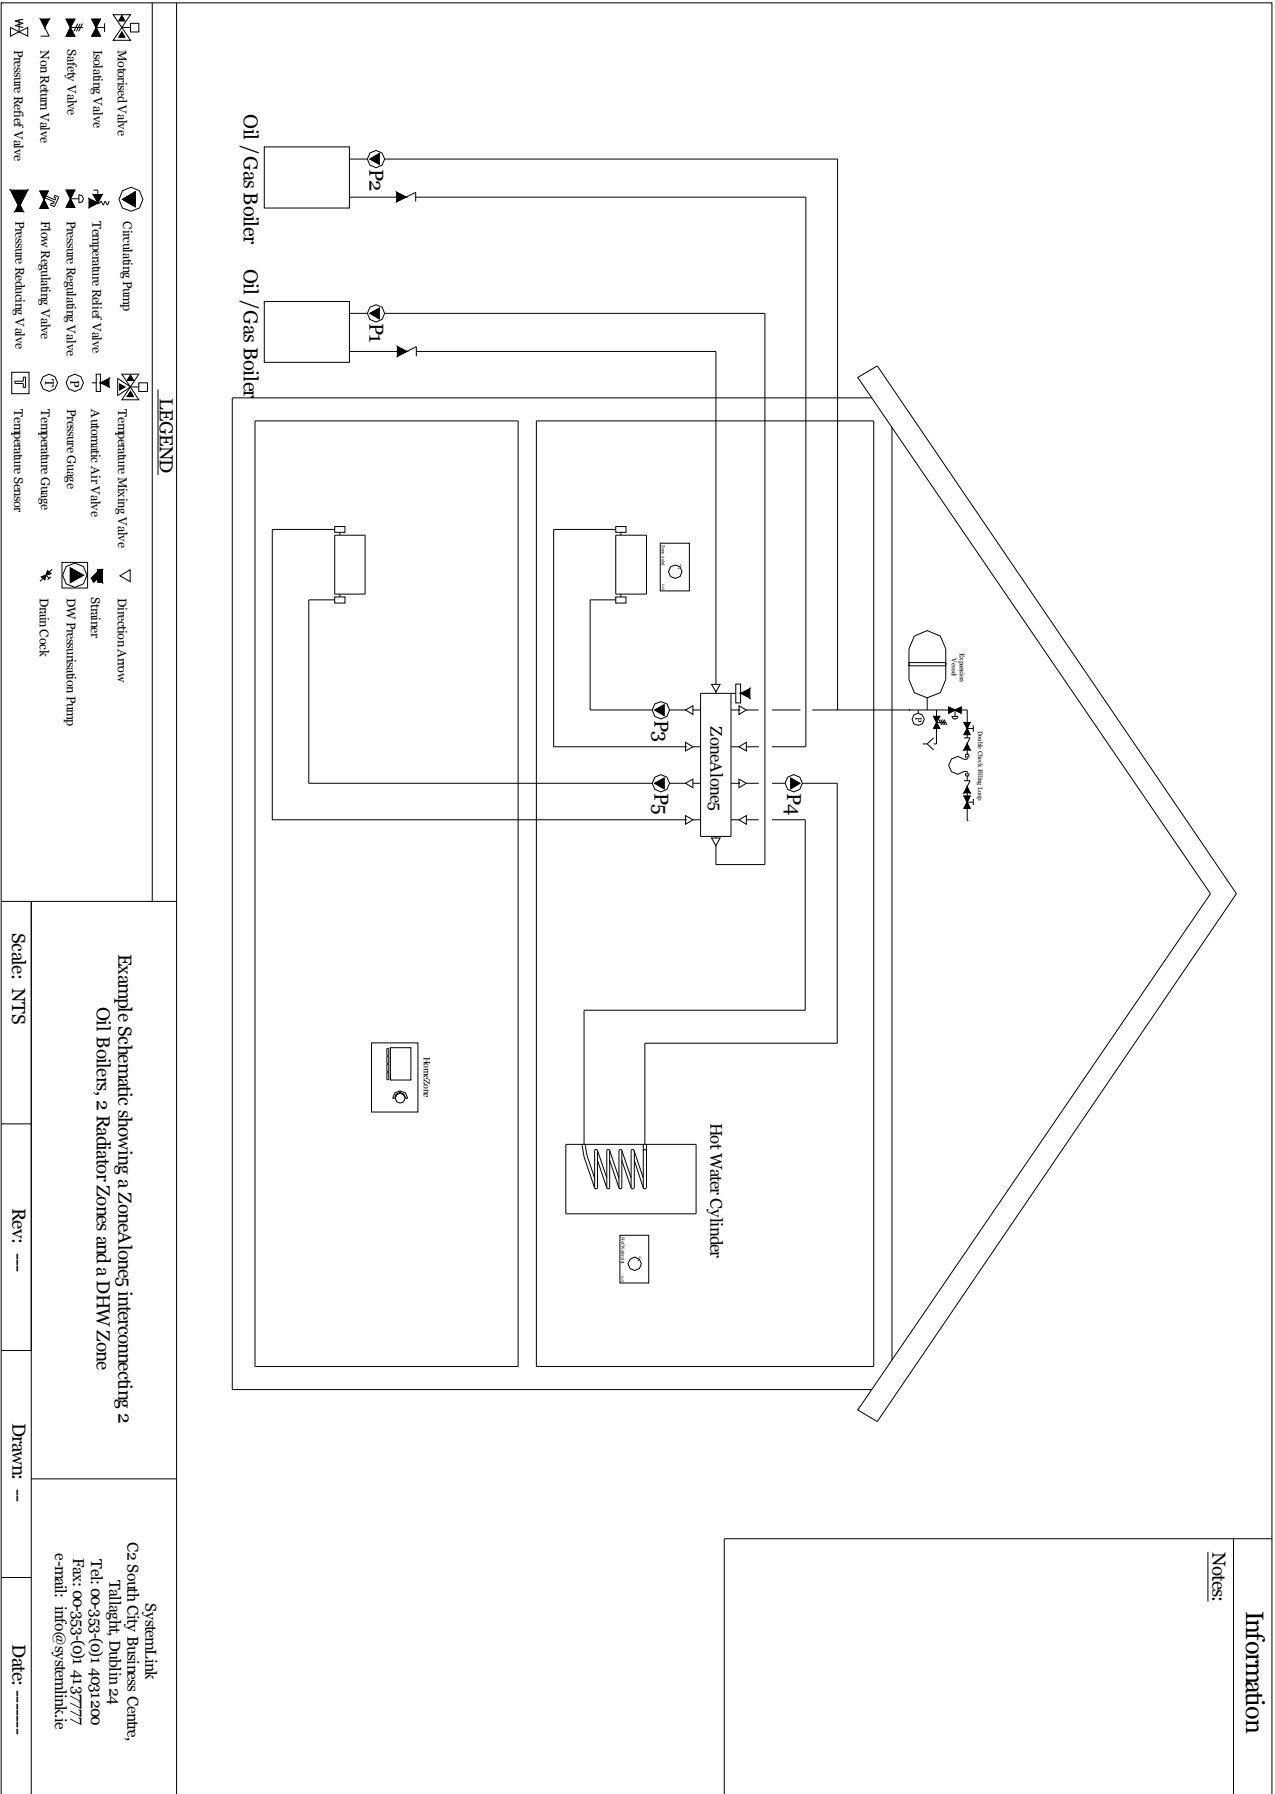 Information
Notes:
Expansion
Vessel
Double Check Filling Loop
P
P4
ZoneAlone5
P3
P5
Hot Water Cylinder
HomeZone
P2
P1
Oil / Gas Boiler
Oil / Gas Boiler
LEGEND
Motorised Valve
Isolating Valve
Safety Valve
Non Return Valve
Pressure Refief Valve
Circulating Pump
Temperature Relief Valve
Pressure Regulating Valve
Flow Regulating Valve
Pressure Reducing Valve
Temperature Mixing Valve
Automatic Air Valve
P Pressure Guage
T Temperature Guage
T Temperature Sensor
Direction Arrow
Strainer
DW Pressurisation Pump
Drain Cock
Example Schematic showing a ZoneAlone5 interconnecting 2
Oil Boilers, 2 Radiator Zones and a DHW Zone
Scale: NTS
Rev: ---
Drawn: --
Date: -------
SystemLink
C2 South City Business Centre,
Tallaght, Dublin 24
Tel: 00-353-(0)1 4031200
Fax: 00-353-(0)1 4137777
e-mail: info@systemlink.ie